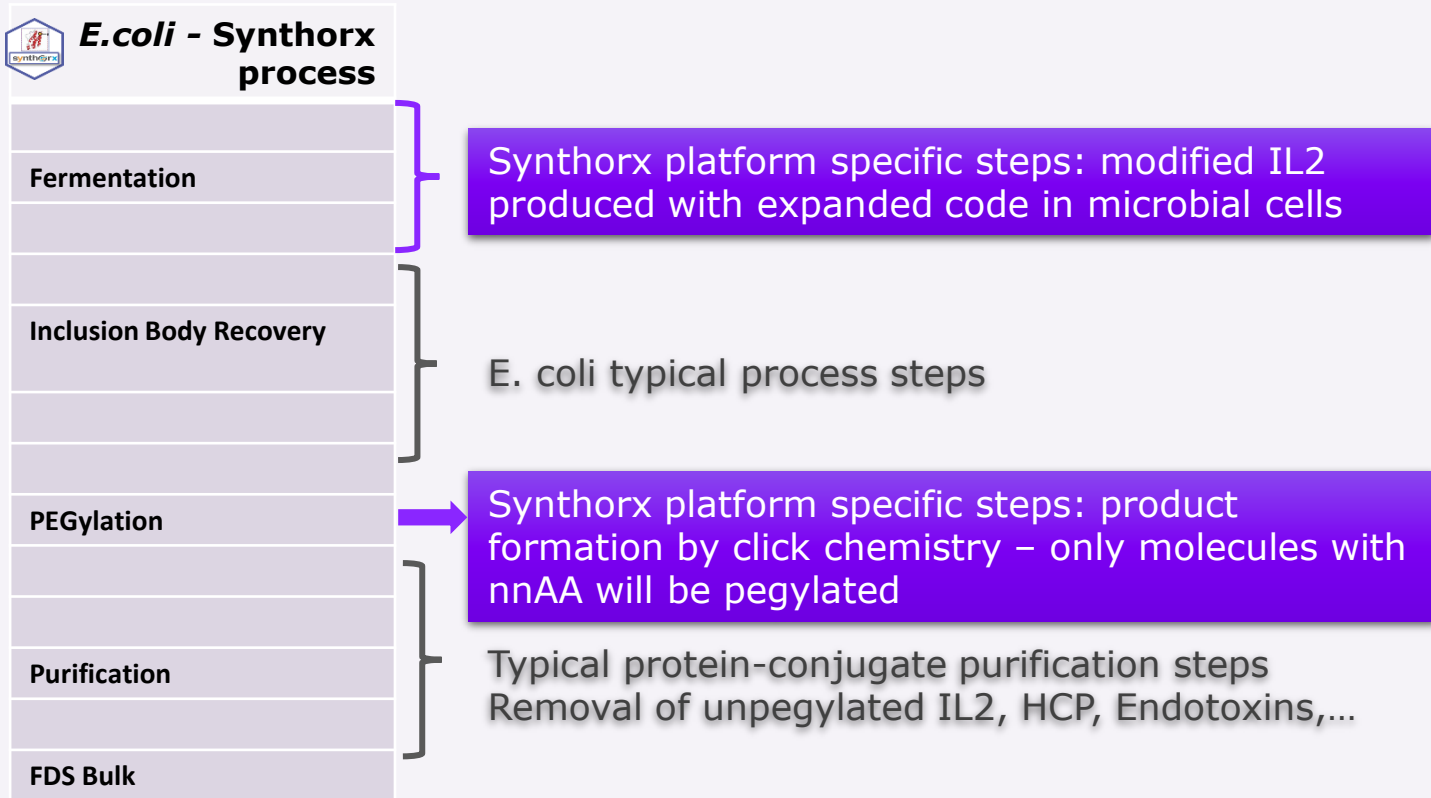 synthorx
E.coli - Synthorx
process
Fermentation
Synthorx platform specific steps: modified IL2
produced with expanded code in microbial cells
Inclusion Body Recovery
E. coli typical process steps
PEGylation
Synthorx platform specific steps: product
formation by click chemistry – only molecules with
nnAA will be pegylated
Purification
Typical protein-conjugate purification steps
Removal of unpegylated IL2, HCP, Endotoxins,…
FDS Bulk